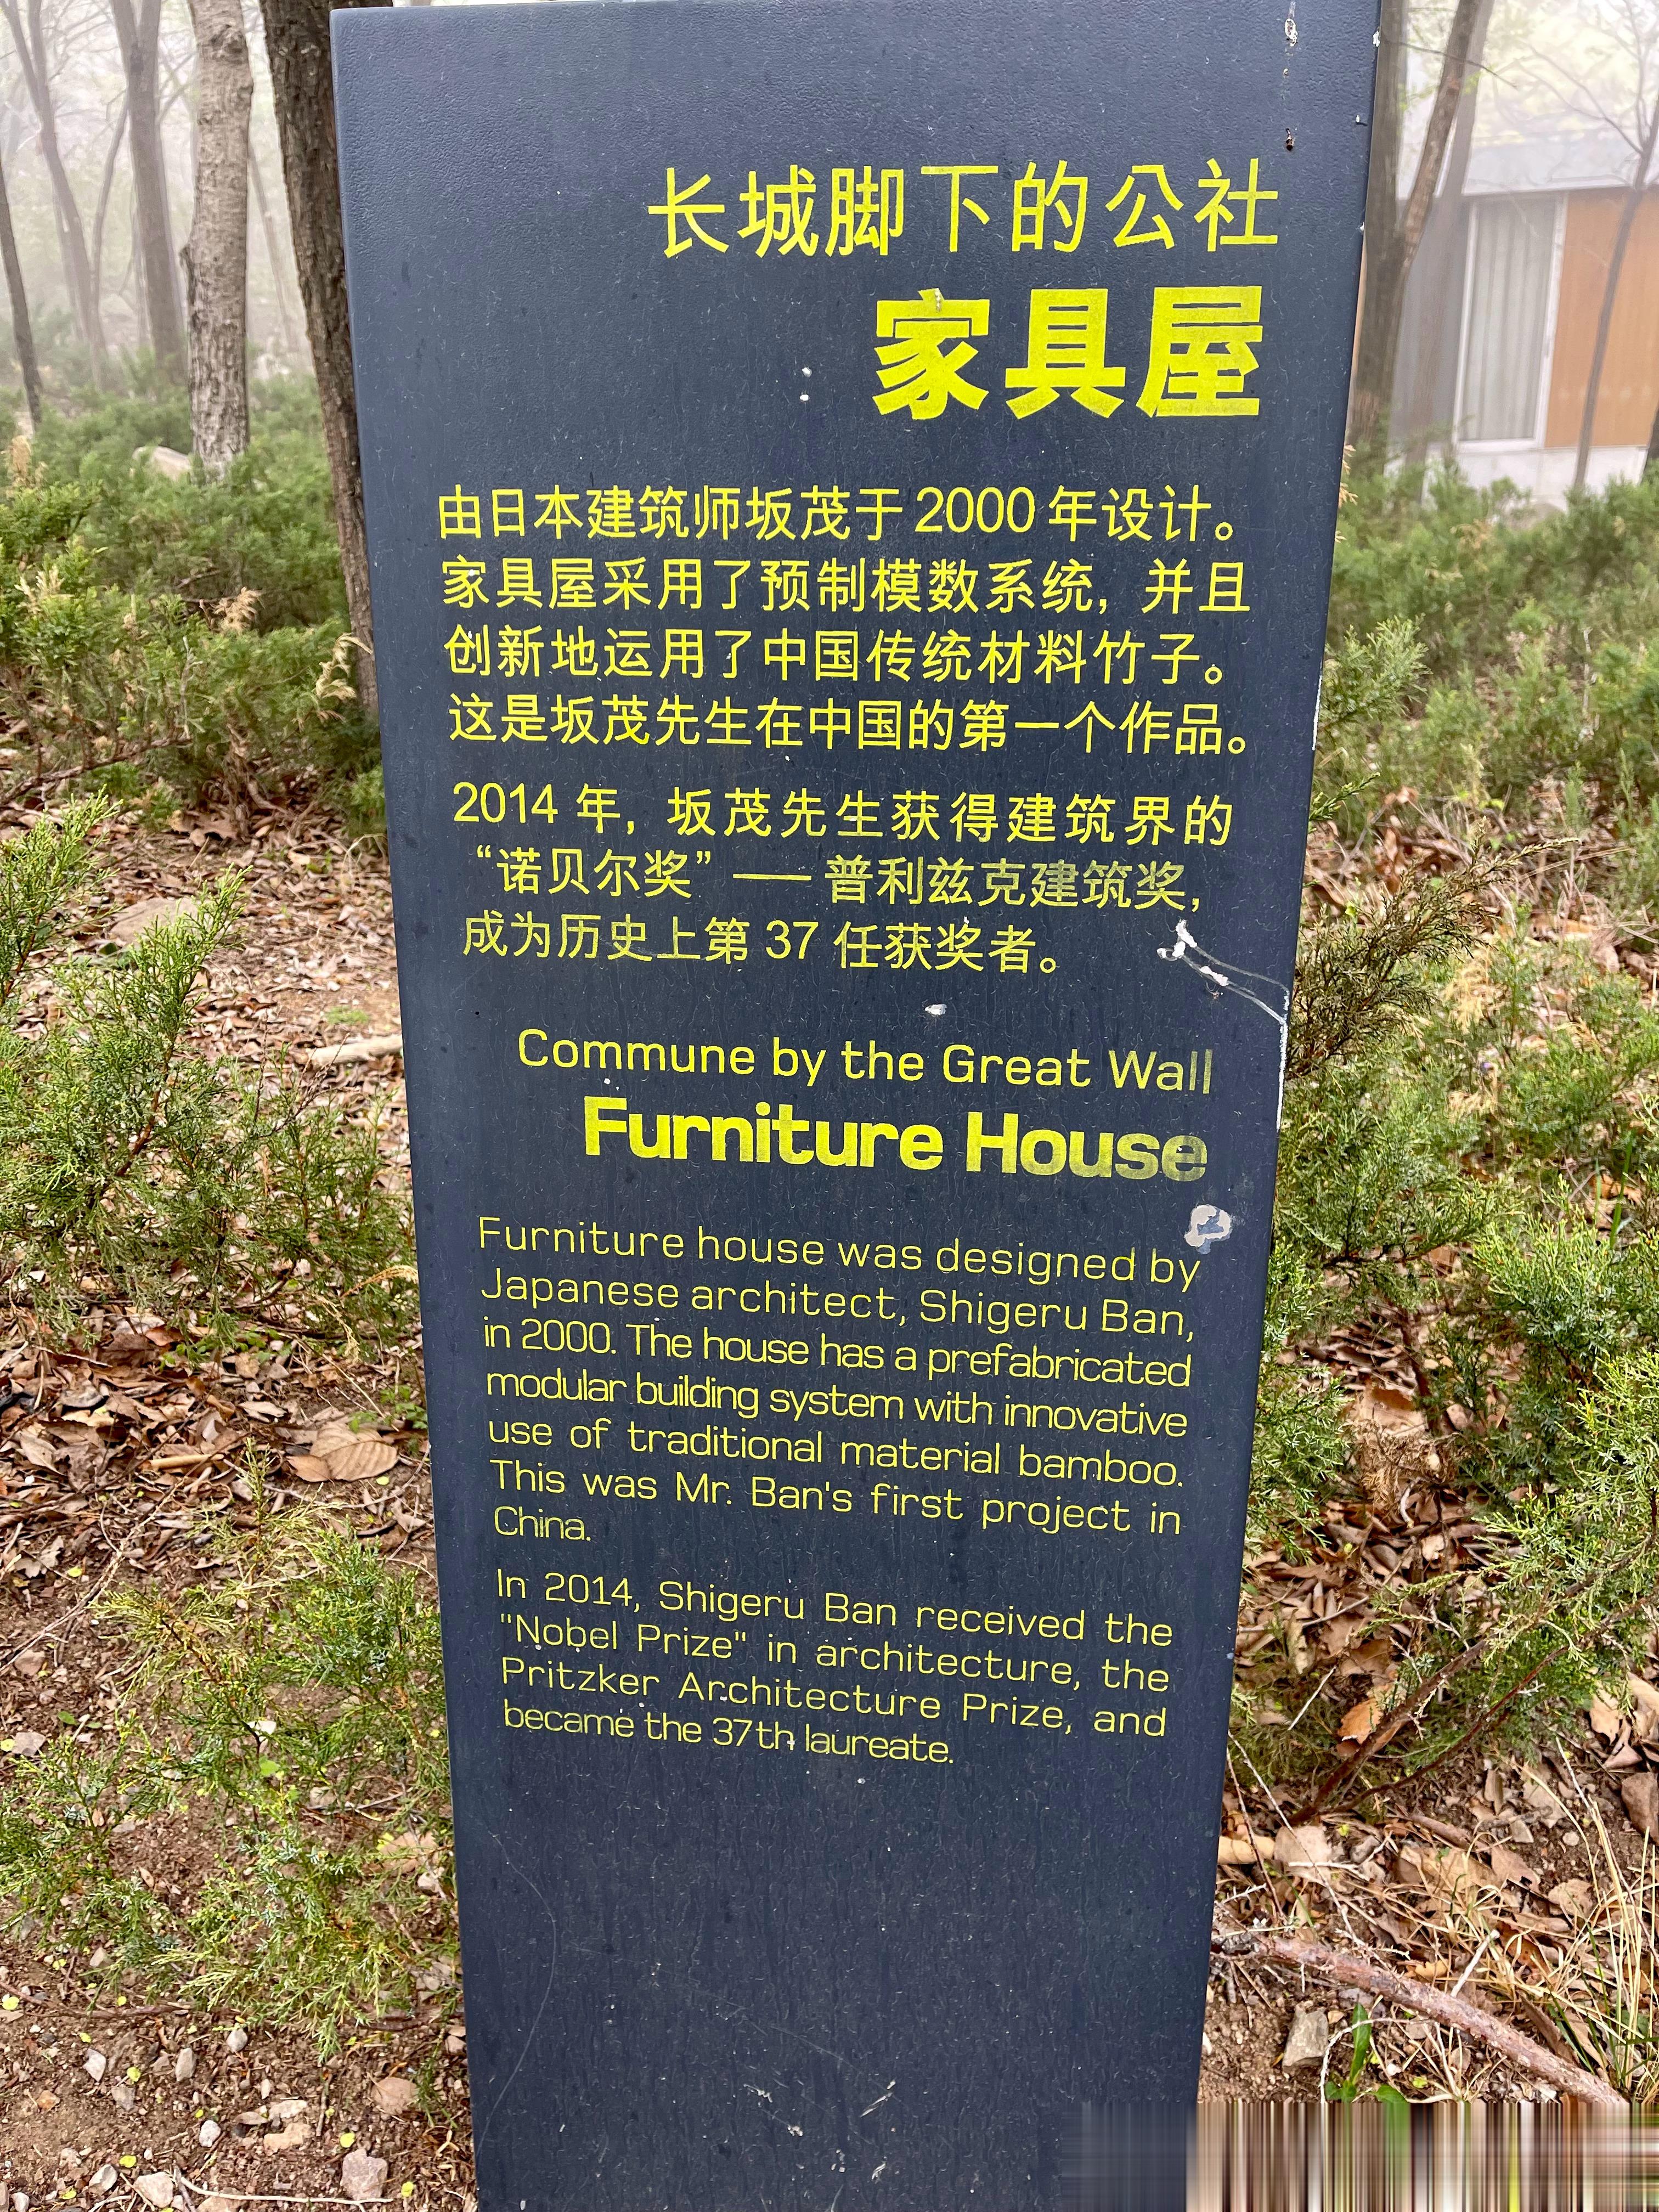 长城脚下的公社
家具屋
由日本建筑师坂茂于2000年设计。
家具屋采用了预制模数系统，并且
创新地运用了中国传统材料竹子。
这是坂茂先生在中国的第一个作品。
2014年，坂茂先生获得建筑界的
“诺贝尔奖”——普利兹克建筑奖，
成为历史上第37任获奖者。
Commune by the Great Wall
Furniture House
Furniture house was designed by
Japanese architect, Shigeru Ban,
in 2000. The house has a prefabricated
modular building system with innovative
use of traditional material bamboo.
This was Mr. Ban's first project in
China.
In 2014, Shigeru Ban received the
"Nobel Prize" in architecture, the
Pritzker Architecture Prize, and
became the 37th laureate.